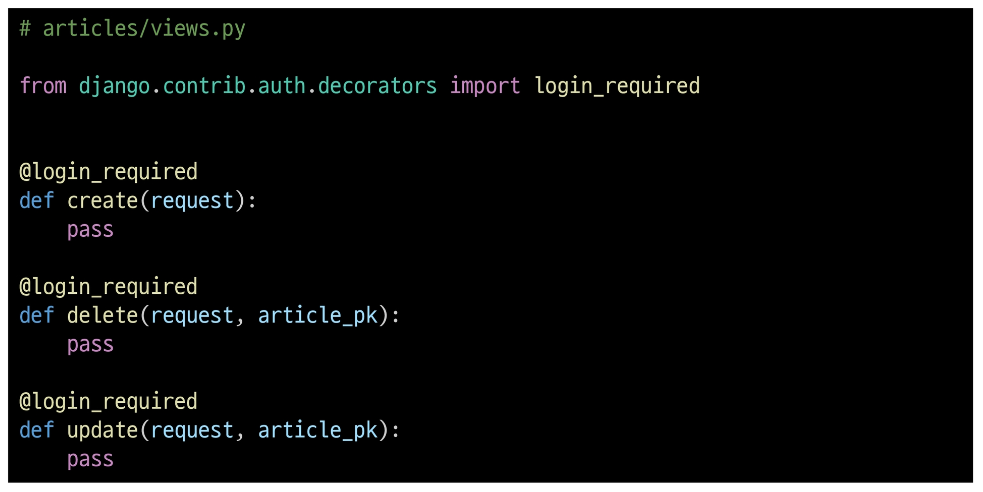 # articles/views.py
from django.contrib.auth.decorators import login_required
@login_required
def create(request):
    pass
@login_required
def delete(request, article_pk):
    pass
@login_required
def update(request, article_pk):
    pass